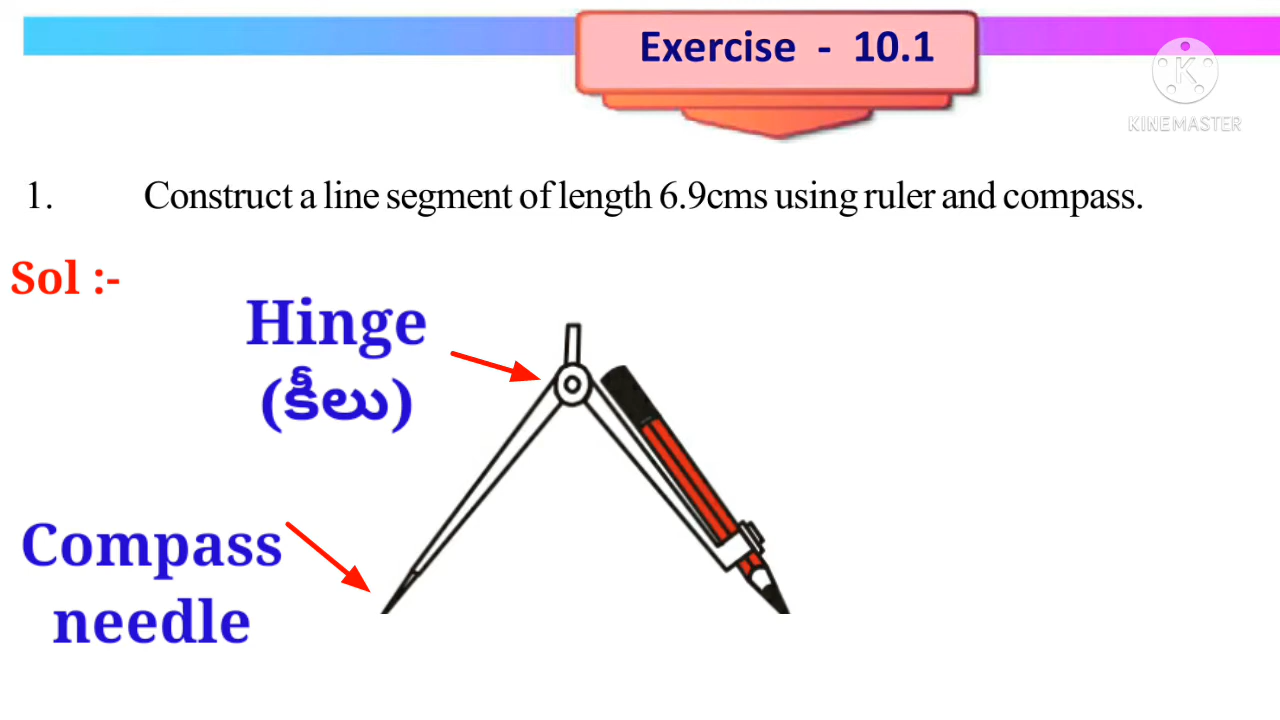 Exercise - 10.1
KINEMASTER
1. Construct a line segment of length 6.9cms using ruler and compass.
Sol :-
Hinge
(కీలు)
Compass
needle